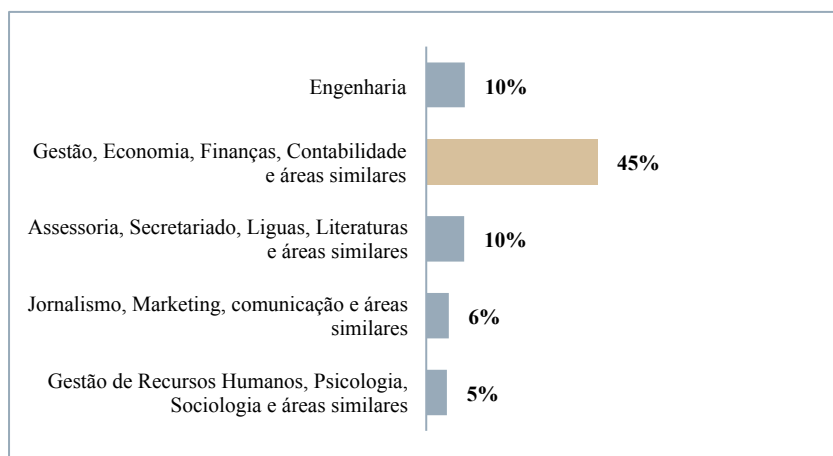 Engenharia
10%
Gestão, Economia, Finanças, Contabilidade
e áreas similares
45%
Assessoria, Secretariado, Liguas, Literaturas
e áreas similares
10%
Jornalismo, Marketing, comunicação e áreas
similares
6%
Gestão de Recursos Humanos, Psicologia,
Sociologia e áreas similares
5%